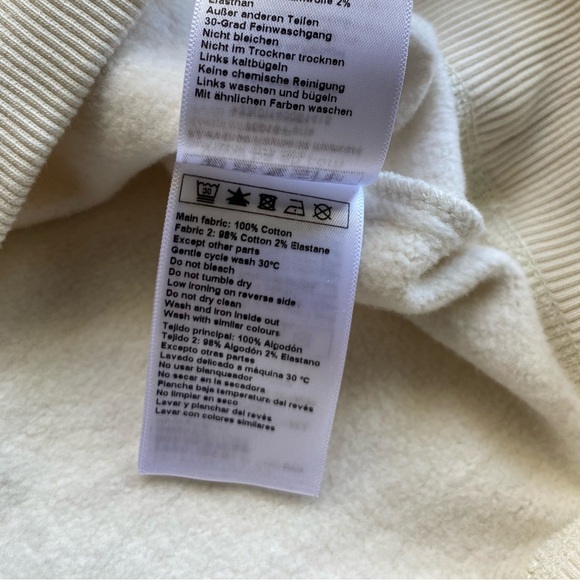 2%
Elasthan
Außer anderen Teilen
30-Grad Feinwaschgang
Nicht bleichen
Nicht im Trockner trocknen
Links kaltbügeln
Keine chemische Reinigung
Links waschen und bügeln
Mit ähnlichen Farben waschen
30
Main fabric: 100% Cotton
Fabric 2: 98% Cotton 2% Elastane
Except other parts
Gentle cycle wash 30°C
Do not bleach
Do not tumble dry
Low ironing on reverse side
Do not dry clean
Wash and iron inside out
Wash with similar colours
Tejido principal: 100% Algodón
Tejido 2: 98% Algodón 2% Elastano
Excepto otras partes
Lavado delicado a máquina 30 °C
No usar blanqueador
No secar en la secadora
Plancha baja temperatura del revés
No limpiar en seco
Lavar y planchar del revés
Lavar con colores similares